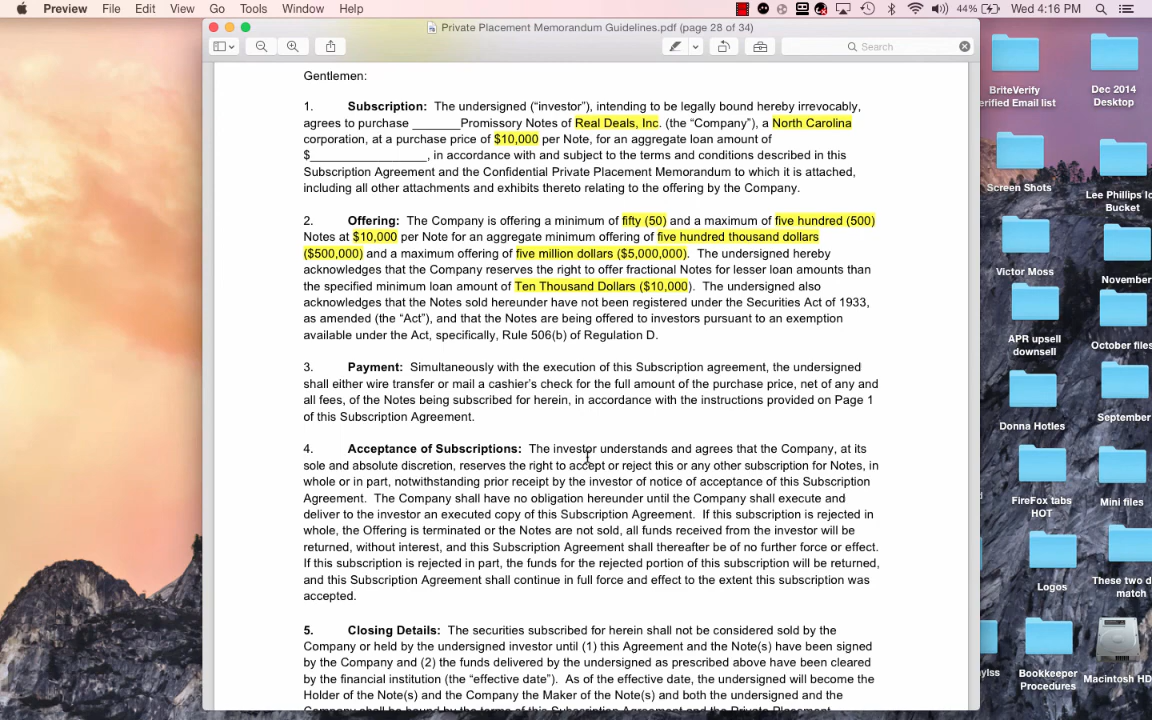 Preview File Edit View Go Tools Window Help 44% Wed 4:16 PM
Private Placement Memorandum Guidelines.pdf (page 28 of 34)
Search
Gentlemen:
1. Subscription: The undersigned (“investor”), intending to be legally bound hereby irrevocably,
agrees to purchase _______Promissory Notes of Real Deals, Inc. (the “Company”), a North Carolina
corporation, at a purchase price of $10,000 per Note, for an aggregate loan amount of
$_________________, in accordance with and subject to the terms and conditions described in this
Subscription Agreement and the Confidential Private Placement Memorandum to which it is attached,
including all other attachments and exhibits thereto relating to the offering by the Company.
2. Offering: The Company is offering a minimum of fifty (50) and a maximum of five hundred (500)
Notes at $10,000 per Note for an aggregate minimum offering of five hundred thousand dollars
($500,000) and a maximum offering of five million dollars ($5,000,000). The undersigned hereby
acknowledges that the Company reserves the right to offer fractional Notes for lesser loan amounts than
the specified minimum loan amount of Ten Thousand Dollars ($10,000). The undersigned also
acknowledges that the Notes sold hereunder have not been registered under the Securities Act of 1933,
as amended (the “Act”), and that the Notes are being offered to investors pursuant to an exemption
available under the Act, specifically, Rule 506(b) of Regulation D.
3. Payment: Simultaneously with the execution of this Subscription agreement, the undersigned
shall either wire transfer or mail a cashier’s check for the full amount of the purchase price, net of any and
all fees, of the Notes being subscribed for herein, in accordance with the instructions provided on Page 1
of this Subscription Agreement.
4. Acceptance of Subscriptions: The investor understands and agrees that the Company, at its
sole and absolute discretion, reserves the right to accept or reject this or any other subscription for Notes, in
whole or in part, notwithstanding prior receipt by the investor of notice of acceptance of this Subscription
Agreement. The Company shall have no obligation hereunder until the Company shall execute and
deliver to the investor an executed copy of this Subscription Agreement. If this subscription is rejected in
whole, the Offering is terminated or the Notes are not sold, all funds received from the investor will be
returned, without interest, and this Subscription Agreement shall thereafter be of no further force or effect.
If this subscription is rejected in part, the funds for the rejected portion of this subscription will be returned,
and this Subscription Agreement shall continue in full force and effect to the extent this subscription was
accepted.
5. Closing Details: The securities subscribed for herein shall not be considered sold by the
Company or held by the undersigned investor until (1) this Agreement and the Note(s) have been signed
by the Company and (2) the funds delivered by the undersigned as prescribed above have been cleared
by the financial institution (the “effective date”). As of the effective date, the undersigned will become the
Holder of the Note(s) and the Company the Maker of the Note(s) and both the undersigned and the
BriteVerify
erified Email list
Dec 2014
Desktop
Screen Shots
Lee Phillips Ic
Bucket
Victor Moss
November
APR upsell
downsell
October files
Donna Hotles
September
FireFox tabs
HOT
Mini files
Logos
These two d
match
ylss
Bookkeeper
Procedures
Macintosh HD